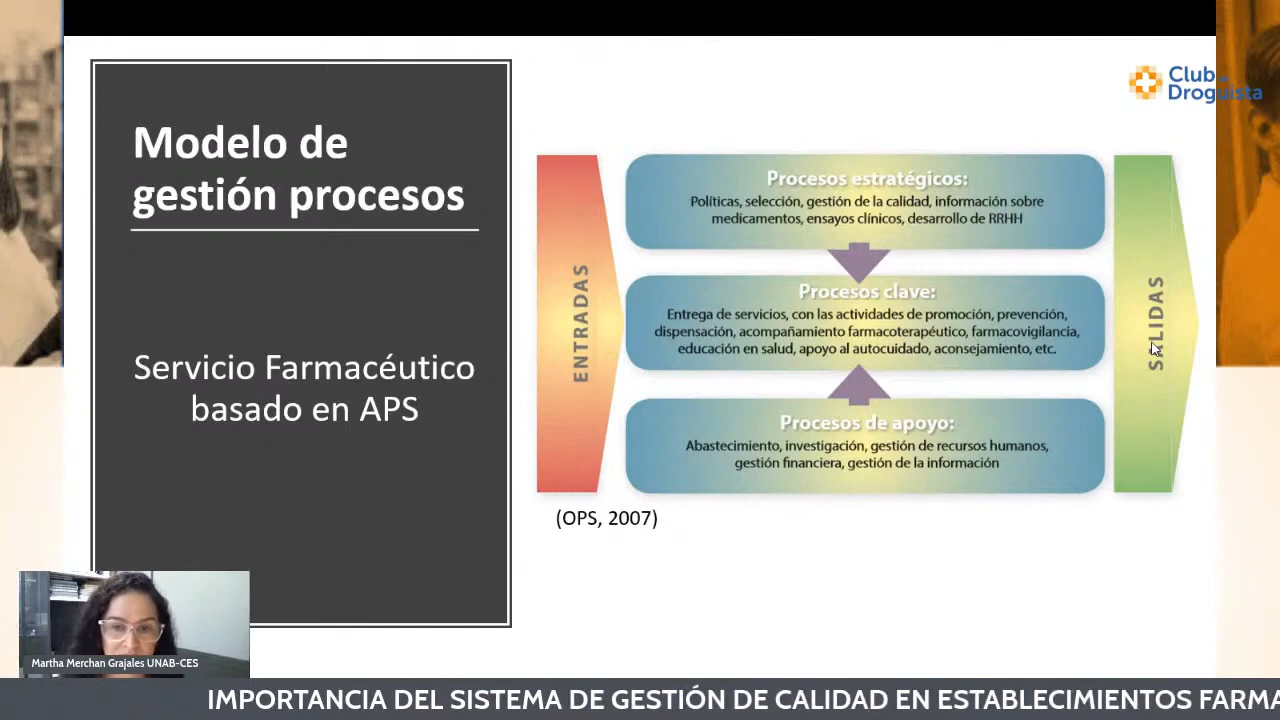 Club de
Droguista
Modelo de
gestión procesos
Servicio Farmacéutico
basado en APS
ENTRADAS
Procesos estratégicos:
Políticas, selección, gestión de la calidad, información sobre
medicamentos, ensayos clínicos, desarrollo de RRHH
Procesos clave:
Entrega de servicios, con las actividades de promoción, prevención,
dispensación, acompañamiento farmacoterapéutico, farmacovigilancia,
educación en salud, apoyo al autocuidado, aconsejamiento, etc.
Procesos de apoyo:
Abastecimiento, investigación, gestión de recursos humanos,
gestión financiera, gestión de la información
SALIDAS
(OPS, 2007)
Martha Merchan Grajales UNAB-CES
IMPORTANCIA DEL SISTEMA DE GESTIÓN DE CALIDAD EN ESTABLECIMIENTOS FARMA